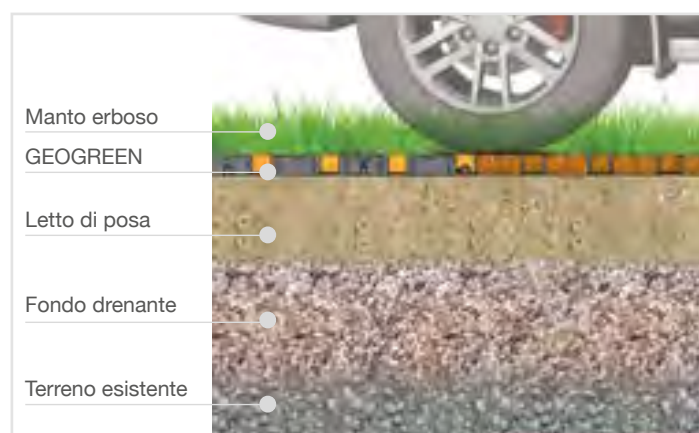 Manto erboso
GEOGREEN
Letto di posa
Fondo drenante
Terreno esistente